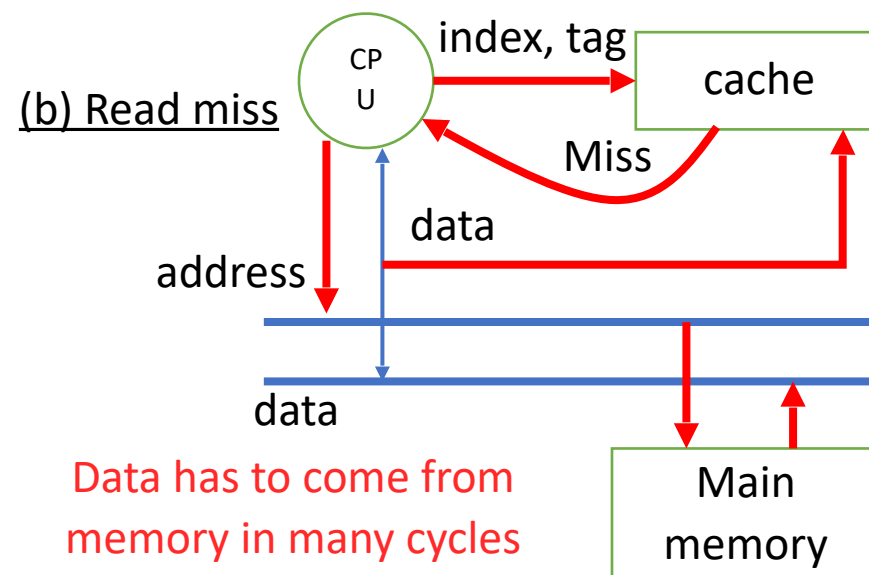 index, tag
CP
U
cache
(b) Read miss
Miss
data
address
data
Data has to come from
memory in many cycles
Main
memory